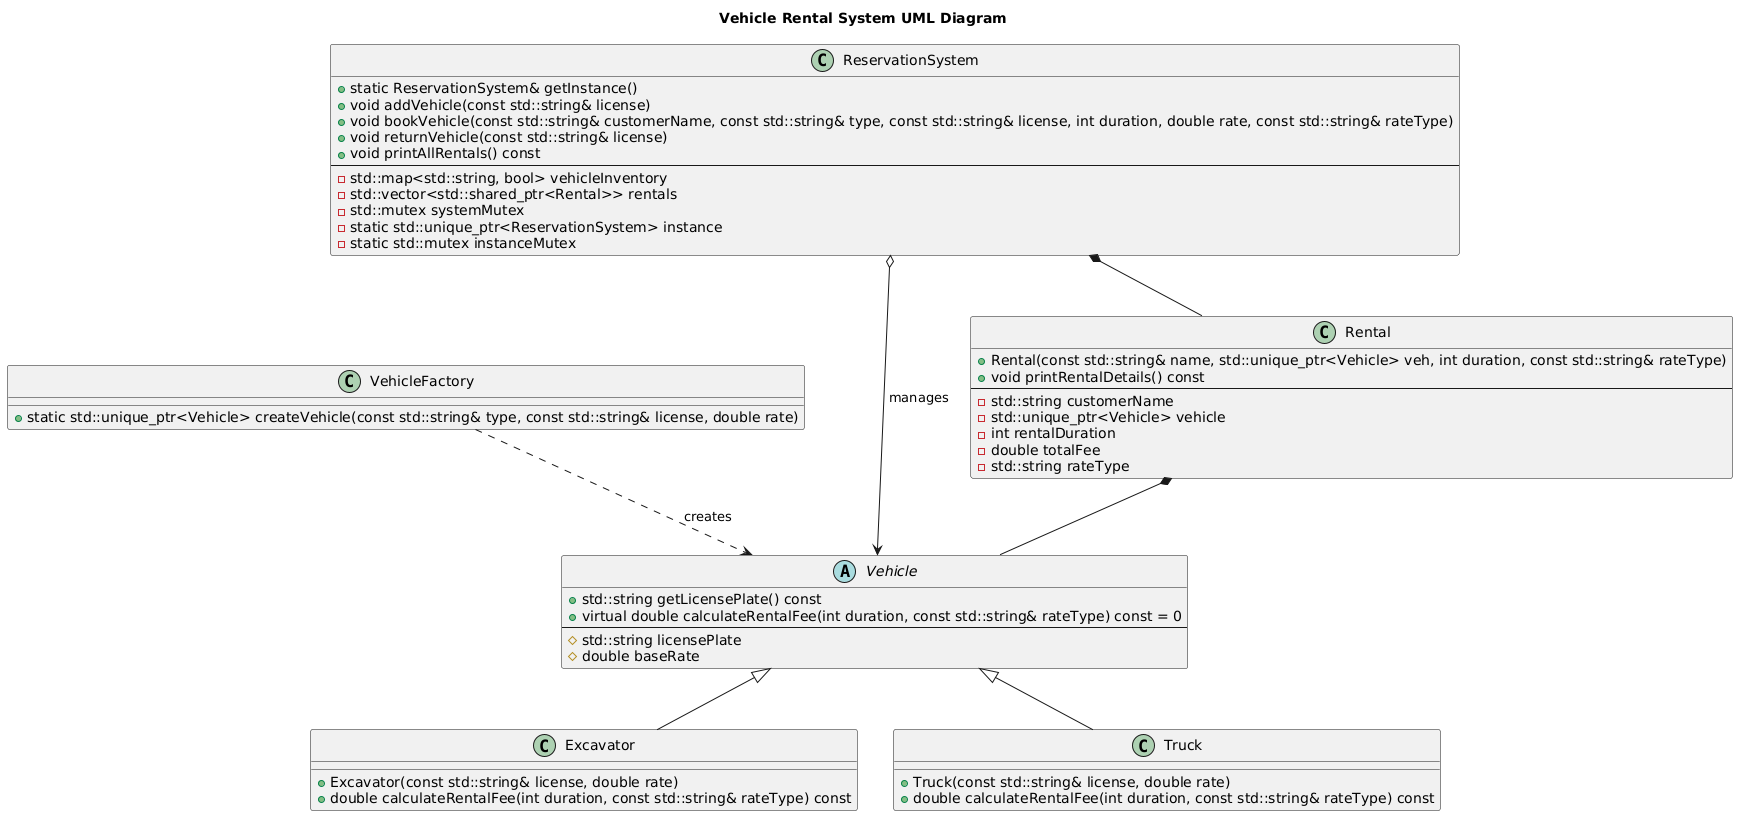 Vehicle Rental System UML Diagram
C ReservationSystem
static ReservationSystem& getInstance()
void addVehicle(const std::string& license)
void bookVehicle(const std::string& customerName, const std::string& type, const std::string& license, int duration, double rate, const std::string& rateType)
void returnVehicle(const std::string& license)
void printAllRentals() const
std::map<std::string, bool> vehicleInventory
std::vector<std::shared_ptr<Rental>> rentals
std::mutex systemMutex
static std::unique_ptr<ReservationSystem> instance
static std::mutex instanceMutex
C Rental
Rental(const std::string& name, std::unique_ptr<Vehicle> veh, int duration, const std::string& rateType)
void printRentalDetails() const
std::string customerName
std::unique_ptr<Vehicle> vehicle
int rentalDuration
double totalFee
std::string rateType
C VehicleFactory
static std::unique_ptr<Vehicle> createVehicle(const std::string& type, const std::string& license, double rate)
manages
creates
A Vehicle
std::string getLicensePlate() const
virtual double calculateRentalFee(int duration, const std::string& rateType) const = 0
std::string licensePlate
double baseRate
C Excavator
Excavator(const std::string& license, double rate)
double calculateRentalFee(int duration, const std::string& rateType) const
C Truck
Truck(const std::string& license, double rate)
double calculateRentalFee(int duration, const std::string& rateType) const